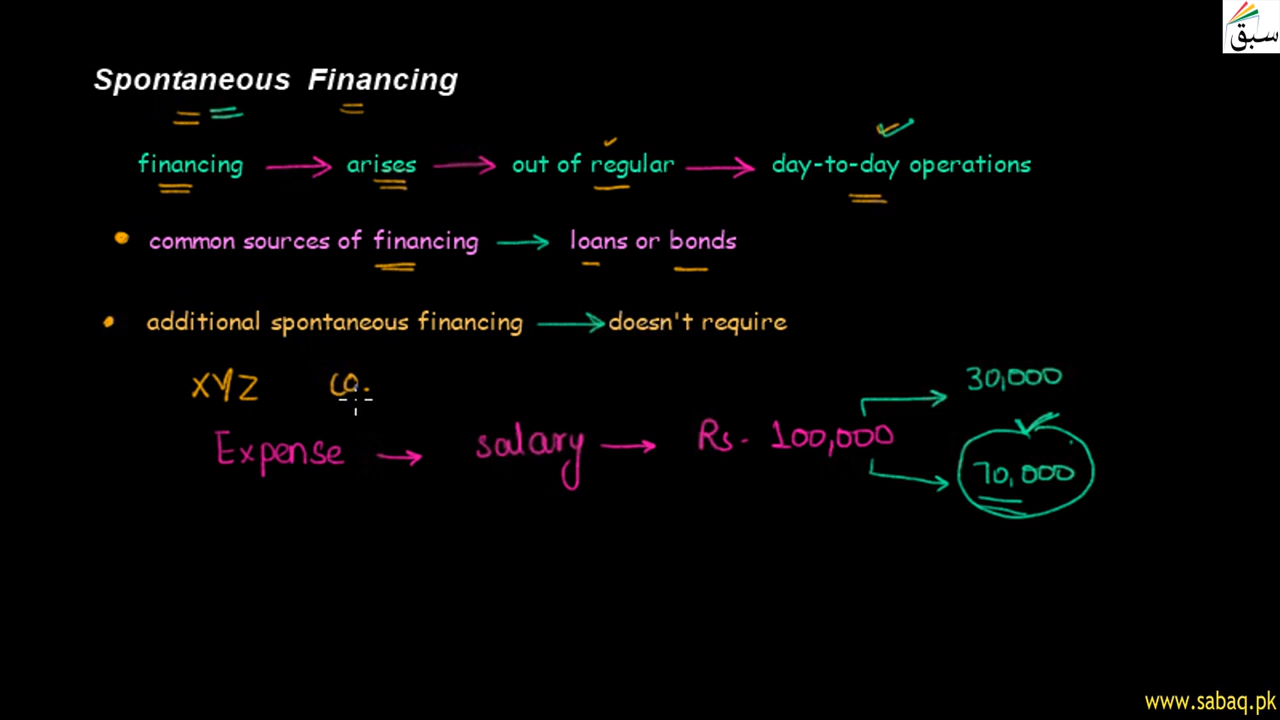 سبق
Spontaneous Financing
financing → arises → out of regular → day-to-day operations
• common sources of financing → loans or bonds
• additional spontaneous financing → doesn't require
XYZ Co.
30,000
Expense → salary → Rs. 100,000
70,000
www.sabaq.pk